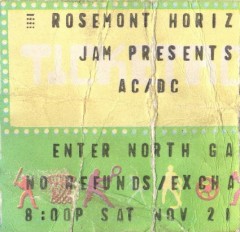 ROSEMONT HORIZ
JAM PRESENTS
AC/DC
ENTER NORTH GA
NO REFUNDS/EXCHA
8:00P SAT NOV 21